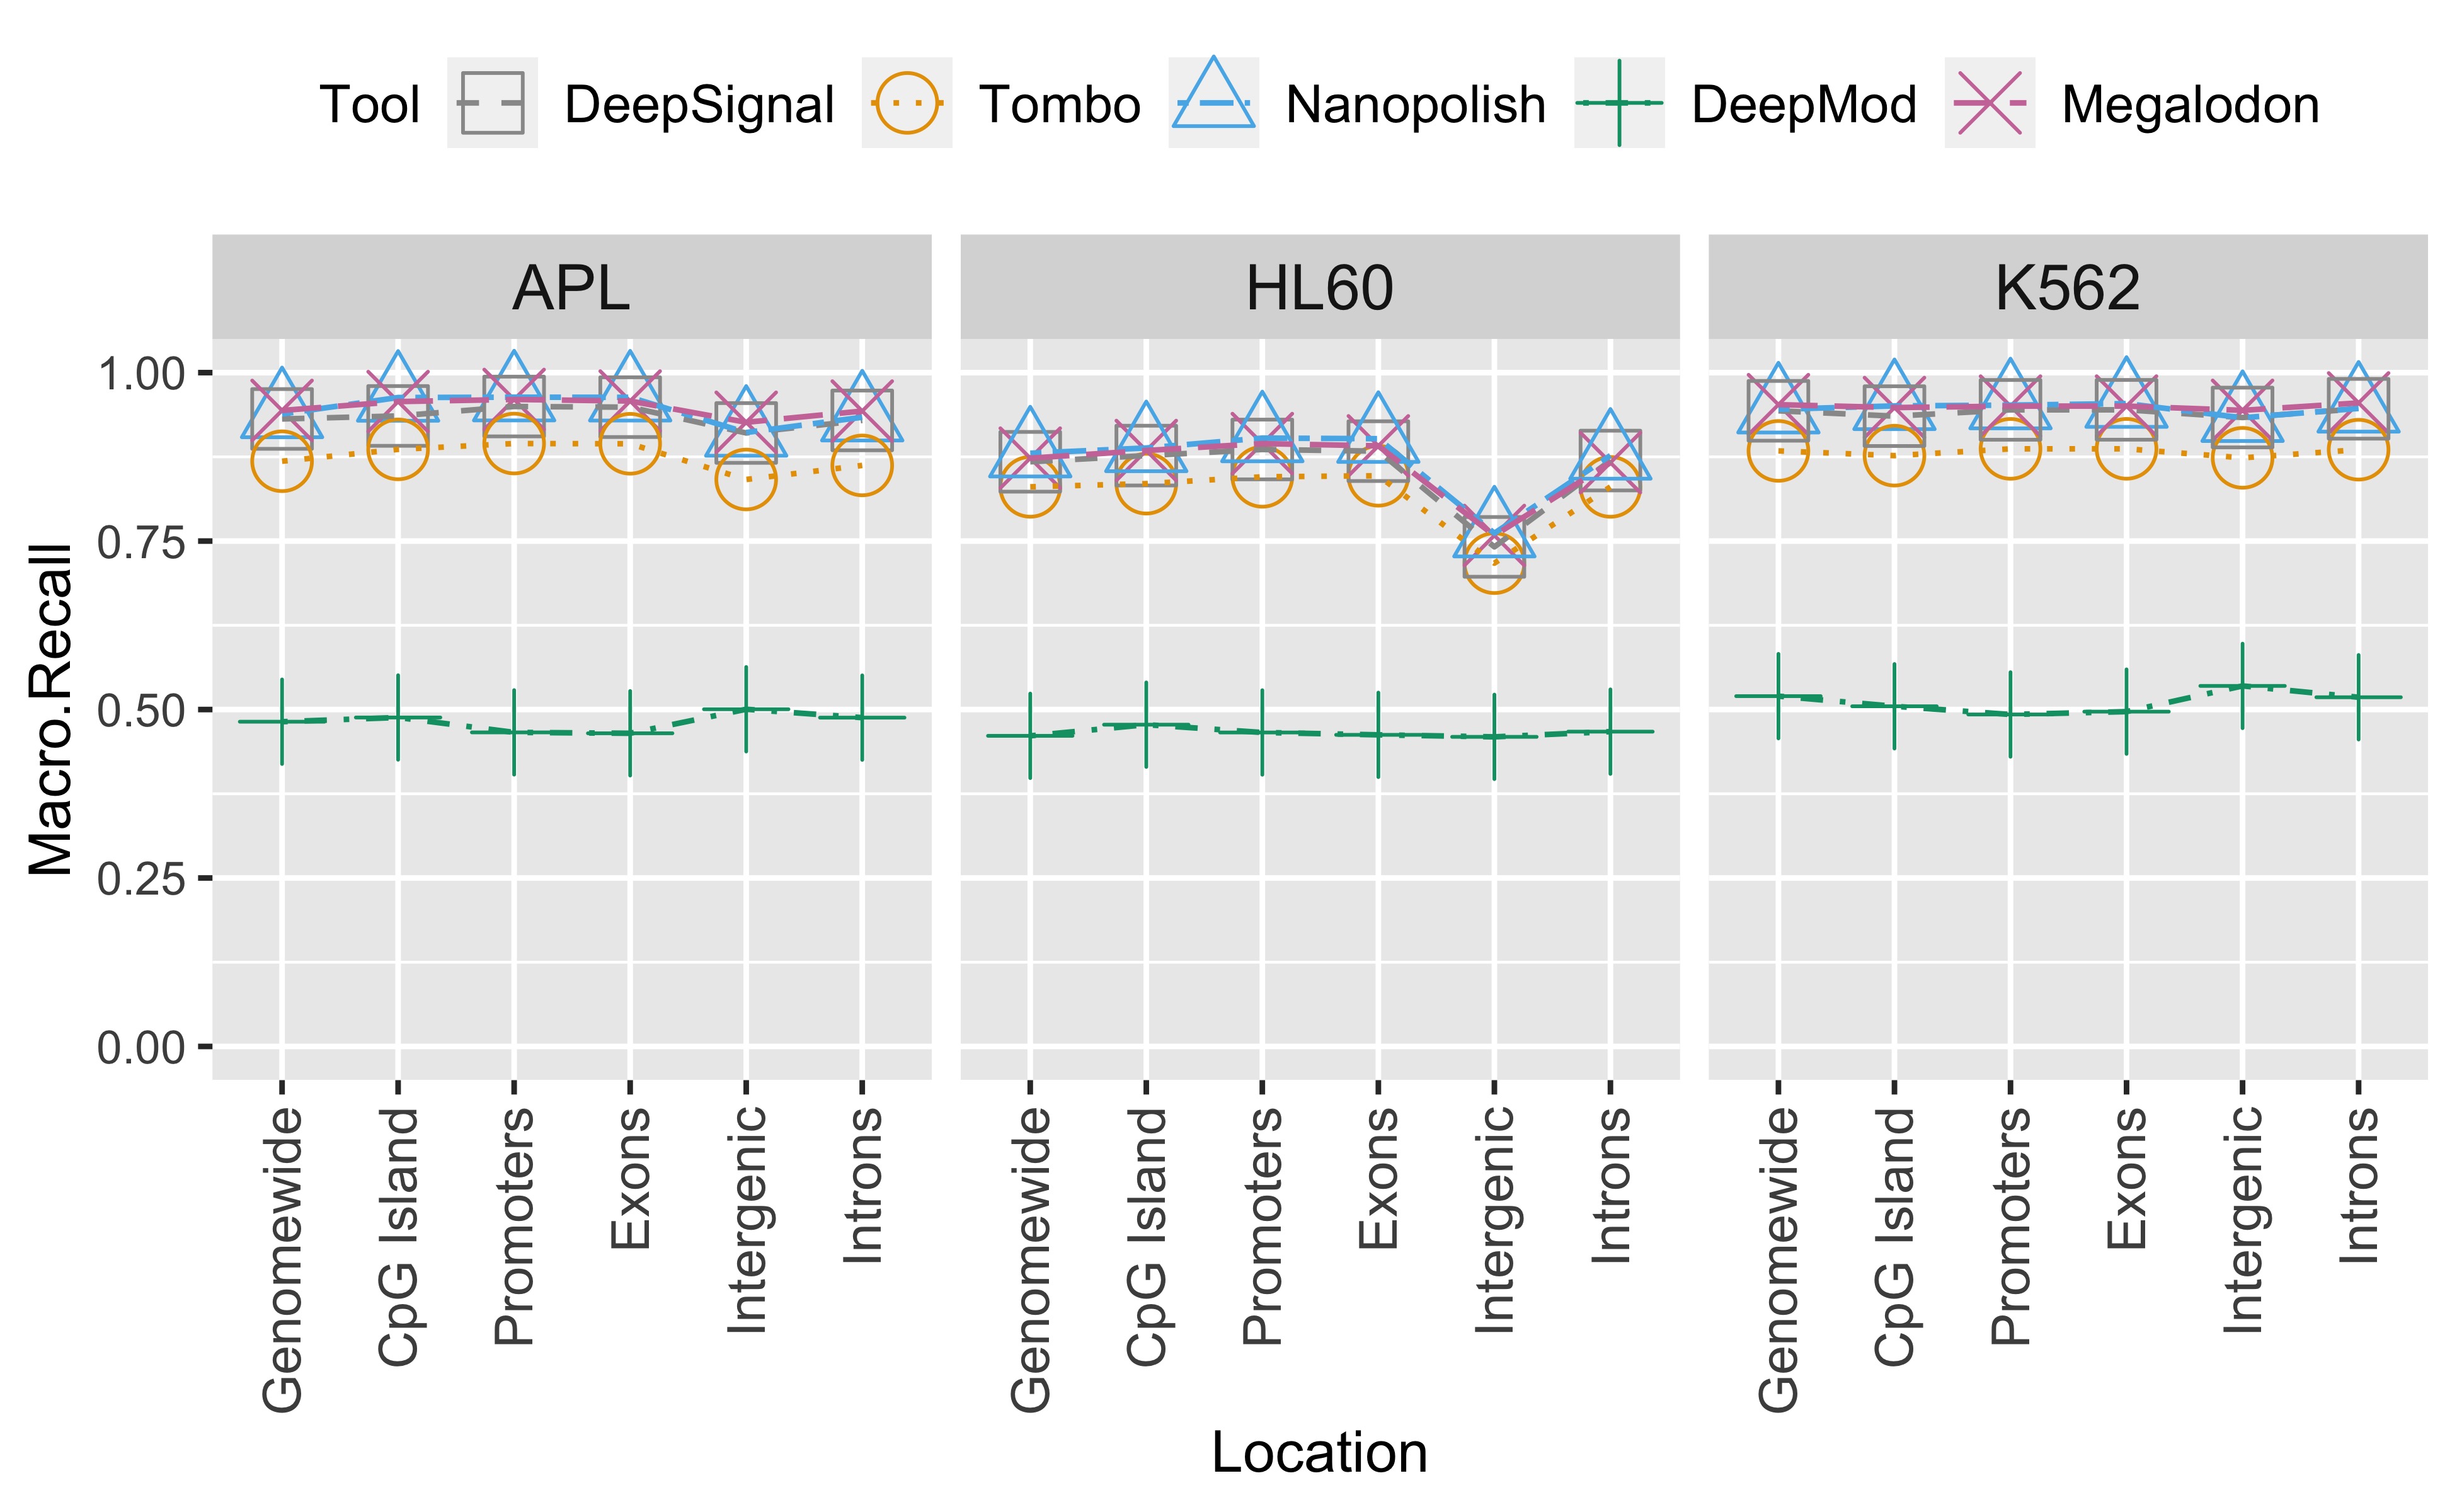 Tool DeepSignal Tombo Nanopolish DeepMod Megalodon
APL HL60 K562
Macro.Recall
1.00
0.75
0.50
0.25
0.00
Genomewide CpG Island Promoters Exons Intergenic Introns Genomewide CpG Island Promoters Exons Intergenic Introns Genomewide CpG Island Promoters Exons Intergenic Introns
Location